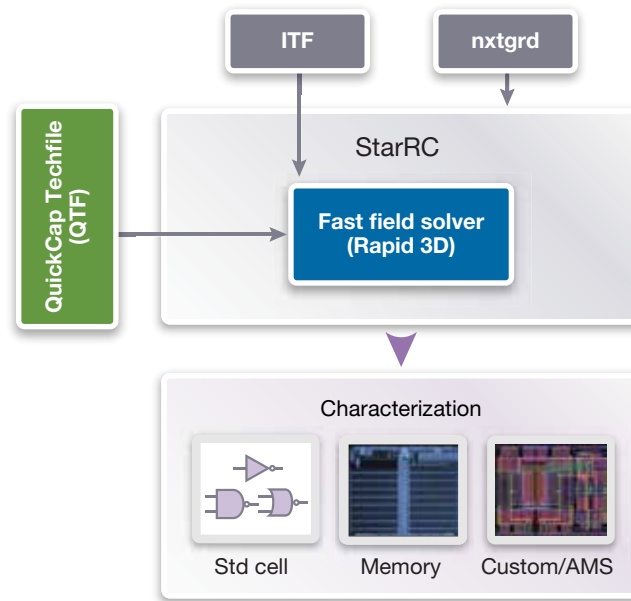 ITF
nxtgrd
QuickCap Techfile
(QTF)
StarRC
Fast field solver
(Rapid 3D)
Characterization
Std cell
Memory
Custom/AMS